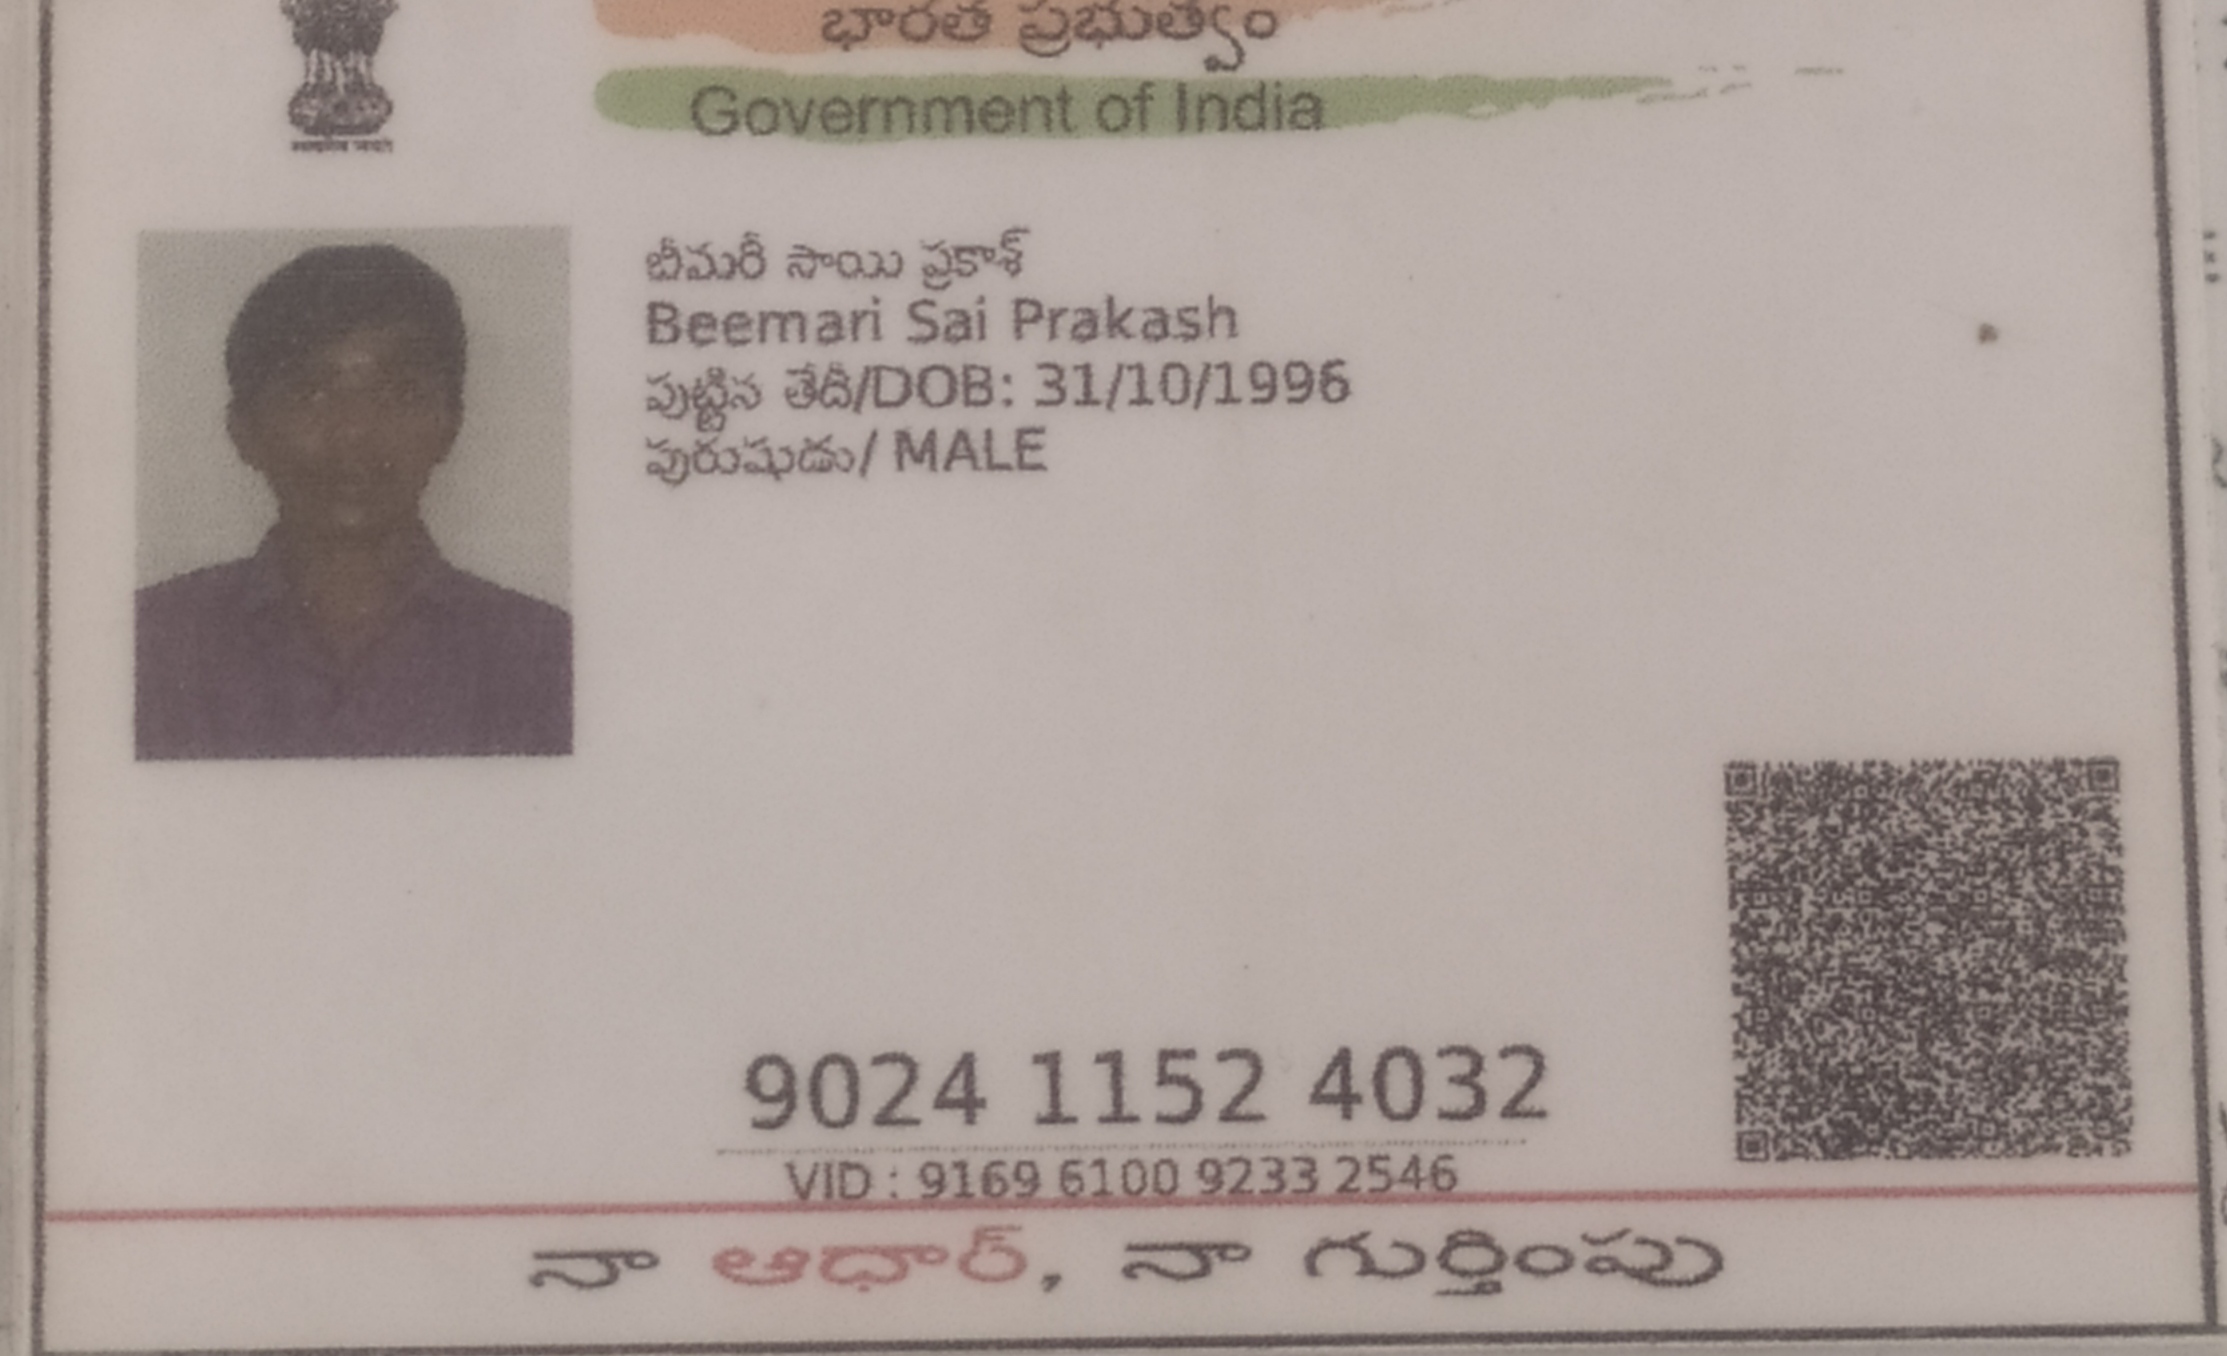 భారత ప్రభుత్వం
Government of India
బీమరీ సాయి ప్రకాశ్
Beemari Sai Prakash
పుట్టిన తేదీ/DOB: 31/10/1996
పురుషుడు/ MALE
9024 1152 4032
VID : 9169 6100 9233 2546
నా ఆధార్, నా గుర్తింపు